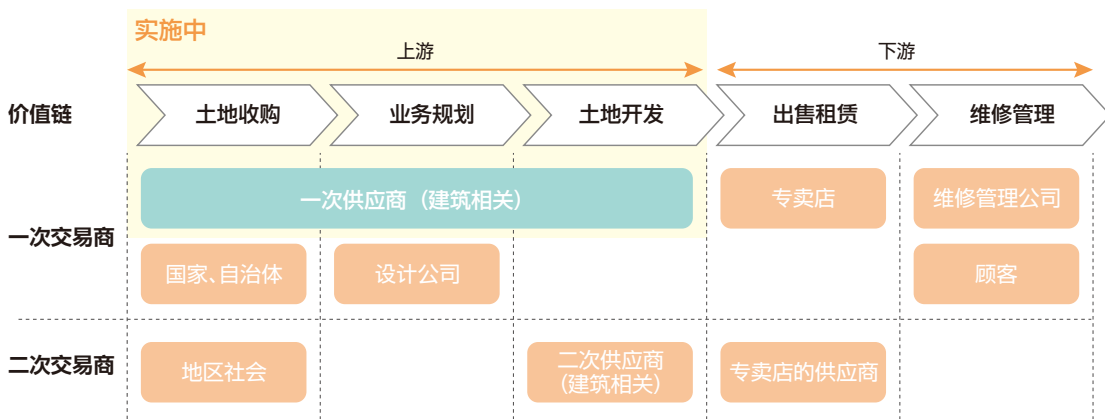 实施中
上游
下游
价值链
土地收购
业务规划
土地开发
出售租赁
维修管理
一次交易商
一次供应商（建筑相关）
专卖店
维修管理公司
国家、自治体
设计公司
顾客
二次交易商
地区社会
二次供应商
(建筑相关)
专卖店的供应商